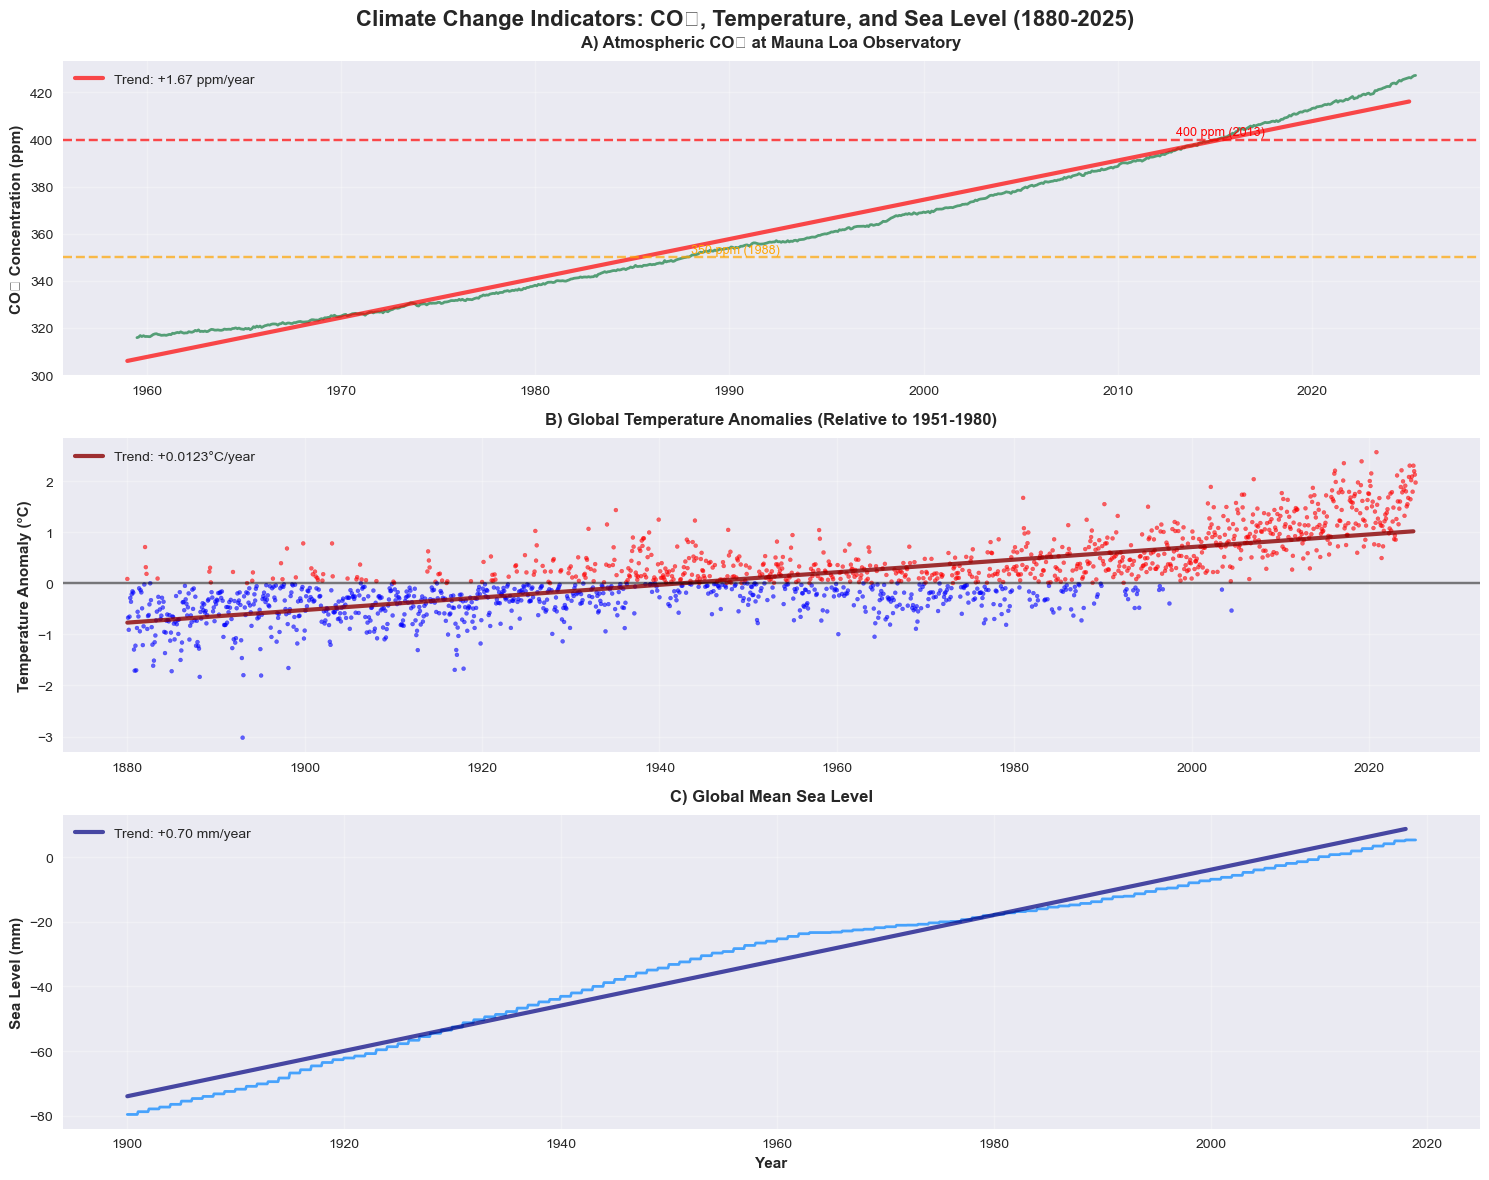 Climate Change Indicators: CO▯, Temperature, and Sea Level (1880-2025)
A) Atmospheric CO▯ at Mauna Loa Observatory
Trend: +1.67 ppm/year
CO▯ Concentration (ppm)
420
400
380
360
340
320
300
400 ppm (2013)
350 ppm (1988)
1960 1970 1980 1990 2000 2010 2020
B) Global Temperature Anomalies (Relative to 1951-1980)
Trend: +0.0123°C/year
Temperature Anomaly (°C)
2
1
0
−1
−2
−3
1880 1900 1920 1940 1960 1980 2000 2020
C) Global Mean Sea Level
Trend: +0.70 mm/year
Sea Level (mm)
0
−20
−40
−60
−80
1900 1920 1940 1960 1980 2000 2020
Year